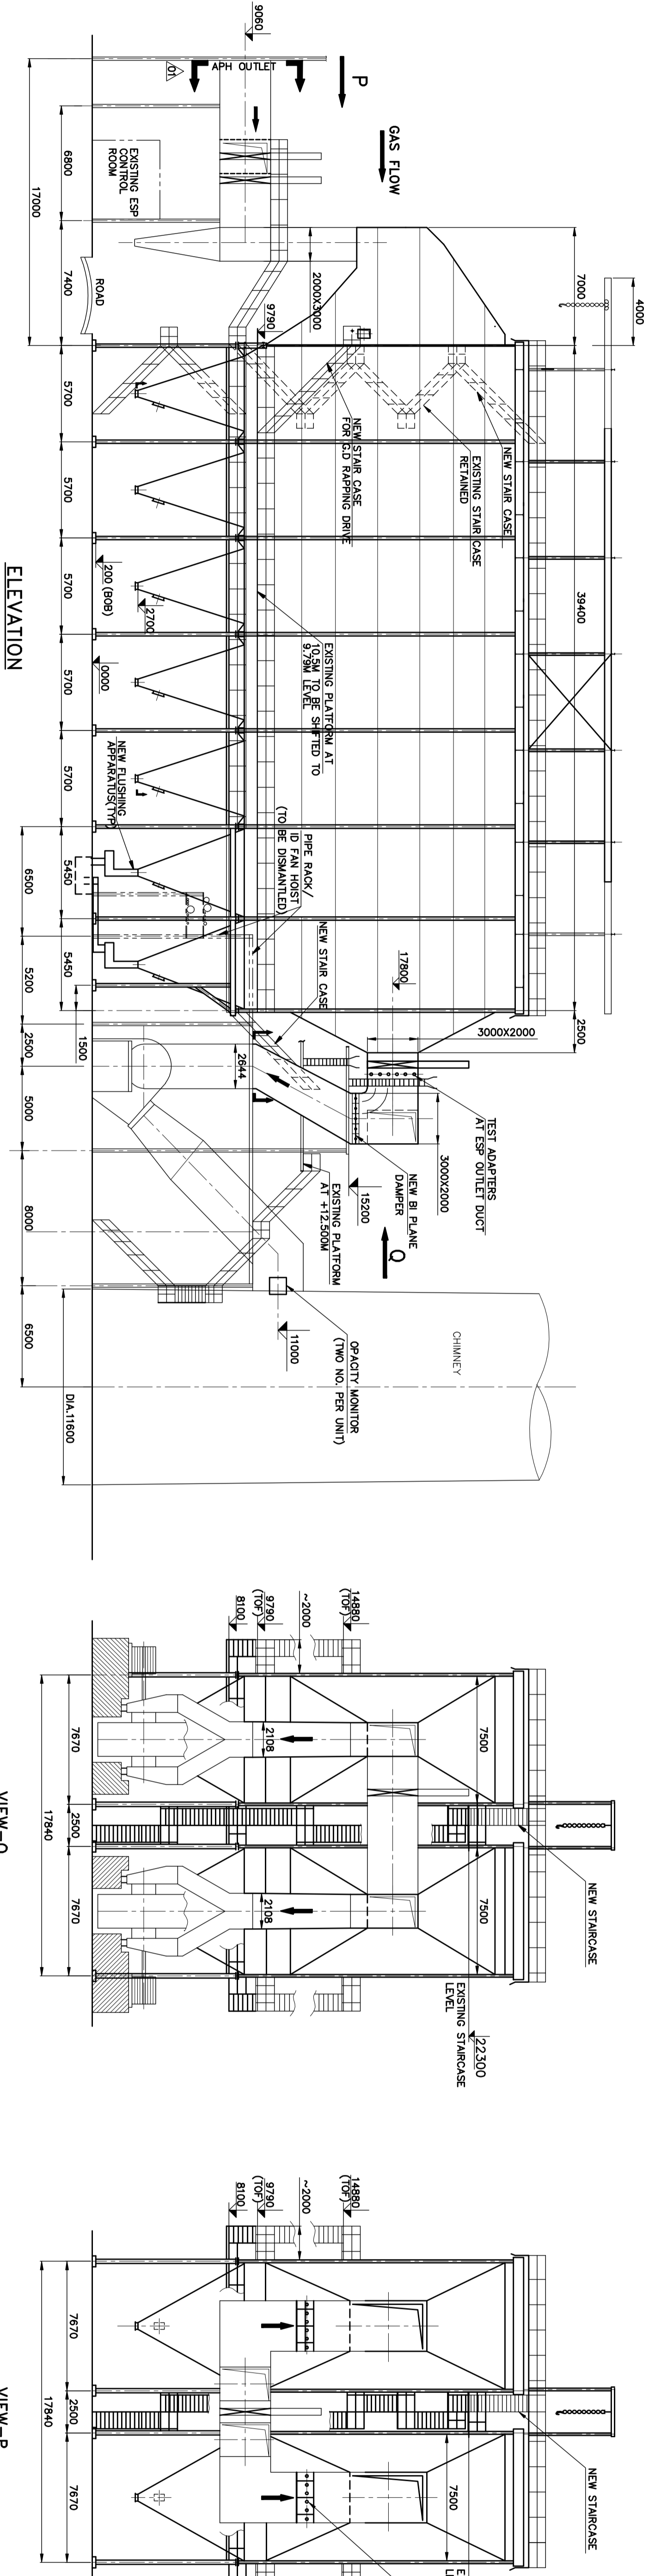 4000
7000
39400
2500
P
GAS FLOW
APH OUTLET
9060
01
2000X3000
9790
NEW STAIR CASE
EXISTING STAIR CASE
RETAINED
NEW STAIR CASE
FOR G.D RAPPING DRIVE
EXISTING PLATFORM AT
10.5M TO BE SHIFTED TO
9.79M LEVEL
PIPE RACK/
ID FAN HOIST
(TO BE DISMANTLED)
NEW STAIR CASE
17800
3000X2000
TEST ADAPTERS
AT ESP OUTLET DUCT
3000X2000
NEW BI PLANE
DAMPER
15200
Q
EXISTING PLATFORM
AT +12.500M
2644
OPACITY MONITOR
(TWO NO. PER UNIT)
11000
CHIMNEY
DIA.11600
EXISTING ESP
CONTROL
ROOM
ROAD
200 (BOB)
2700
0000
NEW FLUSHING
APPARATUS(TYP)
6800
7400
5700
5700
5700
5700
5700
5450
5450
1500
17000
6500
5200
2500
5000
8000
6500
ELEVATION
14880
(TOF)
~2000
9790
(TOF)
8100
7500
7500
2108
2108
NEW STAIRCASE
22300
EXISTING STAIRCASE
LEVEL
7670
2500
7670
17840
VIEW-Q
14880
(TOF)
~2000
9790
(TOF)
8100
7500
NEW STAIRCASE
7670
2500
7670
17840
VIEW-P